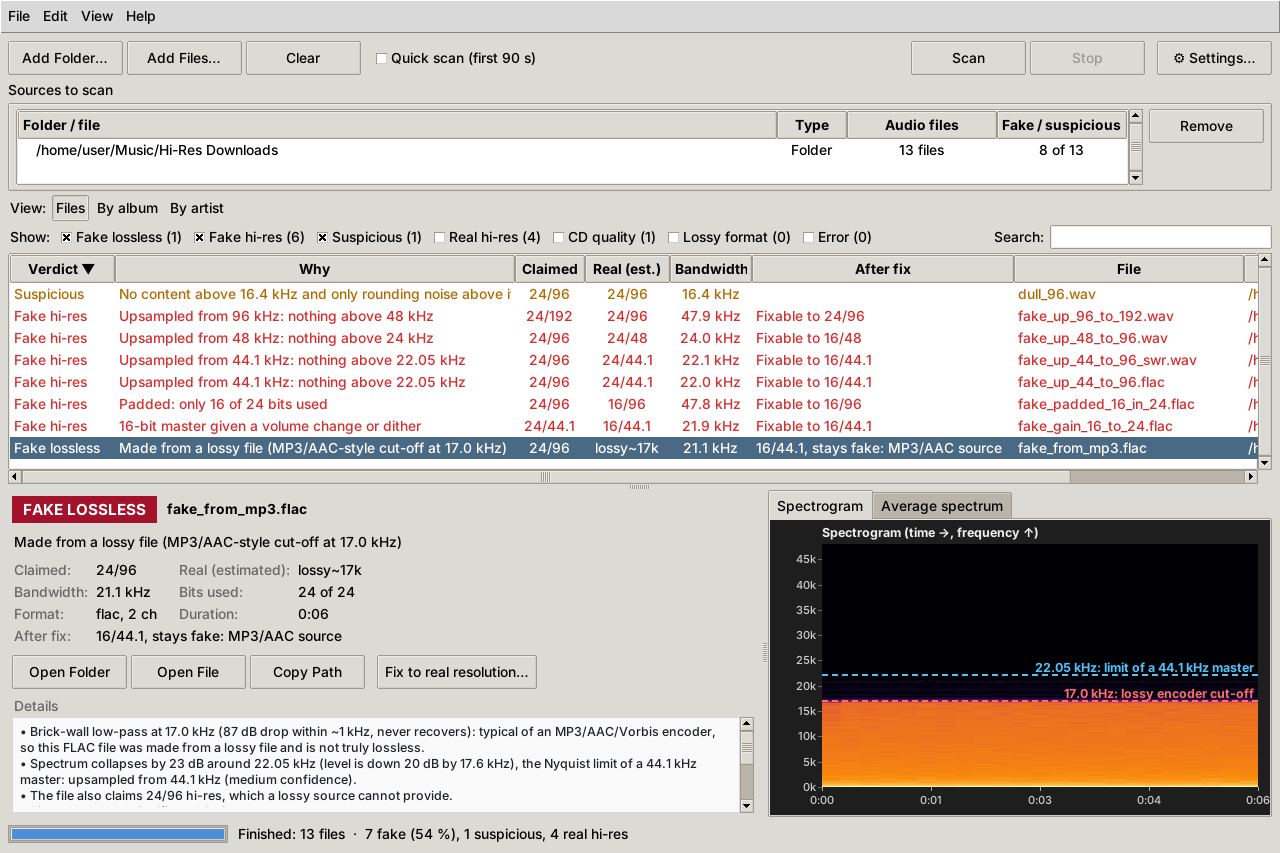 File Edit View Help
Add Folder... Add Files... Clear Quick scan (first 90 s) Scan Stop ⚙ Settings...
Sources to scan
Folder / file Type Audio files Fake / suspicious Remove
/home/user/Music/Hi-Res Downloads Folder 13 files 8 of 13
View: Files By album By artist
Show: Fake lossless (1) Fake hi-res (6) Suspicious (1) Real hi-res (4) CD quality (1) Lossy format (0) Error (0) Search:
Verdict ▼ Why Claimed Real (est.) Bandwidth After fix File
Suspicious No content above 16.4 kHz and only rounding noise above 24/96 24/96 16.4 kHz dull_96.wav
Fake hi-res Upsampled from 96 kHz: nothing above 48 kHz 24/192 24/96 47.9 kHz Fixable to 24/96 fake_up_96_to_192.wav
Fake hi-res Upsampled from 48 kHz: nothing above 24 kHz 24/96 24/48 24.0 kHz Fixable to 16/48 fake_up_48_to_96.wav
Fake hi-res Upsampled from 44.1 kHz: nothing above 22.05 kHz 24/96 24/44.1 22.1 kHz Fixable to 16/44.1 fake_up_44_to_96_swr.wav
Fake hi-res Upsampled from 44.1 kHz: nothing above 22.05 kHz 24/96 24/44.1 22.0 kHz Fixable to 16/44.1 fake_up_44_to_96.flac
Fake hi-res Padded: only 16 of 24 bits used 24/96 16/96 47.8 kHz Fixable to 16/96 fake_padded_16_in_24.flac
Fake hi-res 16-bit master given a volume change or dither 24/44.1 16/44.1 21.9 kHz Fixable to 16/44.1 fake_gain_16_to_24.flac
Fake lossless Made from a lossy file (MP3/AAC-style cut-off at 17.0 kHz) 24/96 lossy~17k 21.1 kHz 16/44.1, stays fake: MP3/AAC source fake_from_mp3.flac
FAKE LOSSLESS fake_from_mp3.flac
Made from a lossy file (MP3/AAC-style cut-off at 17.0 kHz)
Claimed: 24/96 Real (estimated): lossy~17k
Bandwidth: 21.1 kHz Bits used: 24 of 24
Format: flac, 2 ch Duration: 0:06
After fix: 16/44.1, stays fake: MP3/AAC source
Open Folder Open File Copy Path Fix to real resolution...
Details
• Brick-wall low-pass at 17.0 kHz (87 dB drop within ~1 kHz, never recovers): typical of an MP3/AAC/Vorbis encoder,
so this FLAC file was made from a lossy file and is not truly lossless.
• Spectrum collapses by 23 dB around 22.05 kHz (level is down 20 dB by 17.6 kHz), the Nyquist limit of a 44.1 kHz
master: upsampled from 44.1 kHz (medium confidence).
• The file also claims 24/96 hi-res, which a lossy source cannot provide.
Spectrogram Average spectrum
Spectrogram (time →, frequency ↑)
45k
40k
35k
30k
25k
22.05 kHz: limit of a 44.1 kHz master
20k
17.0 kHz: lossy encoder cut-off
15k
10k
5k
0k
0:00 0:01 0:03 0:04 0:06
Finished: 13 files · 7 fake (54 %), 1 suspicious, 4 real hi-res